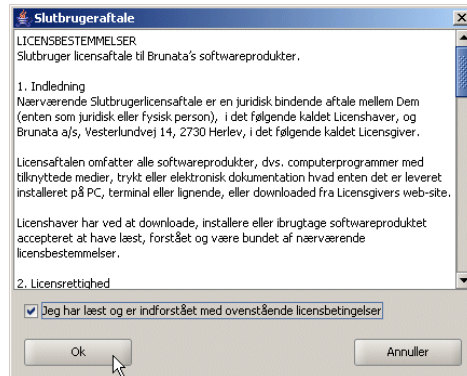 Slutbrugeraftale
LICENSBESTEMMELSER
Slutbruger licensaftale til Brunata's softwareprodukter.
1. Indledning
Nærværende Slutbrugerlicensaftale er en juridisk bindende aftale mellem Dem
(enten som juridisk eller fysisk person), i det følgende kaldet Licenshaver, og
Brunata a/s, Vesterlundvej 14, 2730 Herlev, i det følgende kaldet Licensgiver.
Licensaftalen omfatter alle softwareprodukter, dvs. computerprogrammer med
tilknyttede medier, trykt eller elektronisk dokumentation hvad enten det er leveret
installeret på PC, terminal eller lignende, eller downloaded fra Licensgivers web-site.
Licenshaver har ved at downloade, installere eller ibrugtage softwareproduktet
accepteret at have læst, forstået og være bundet af nærværende
licensbestemmelser.
2. Licensrettighed
Jeg har læst og er indforstået med ovenstående licensbetingelser
Ok
Annuller